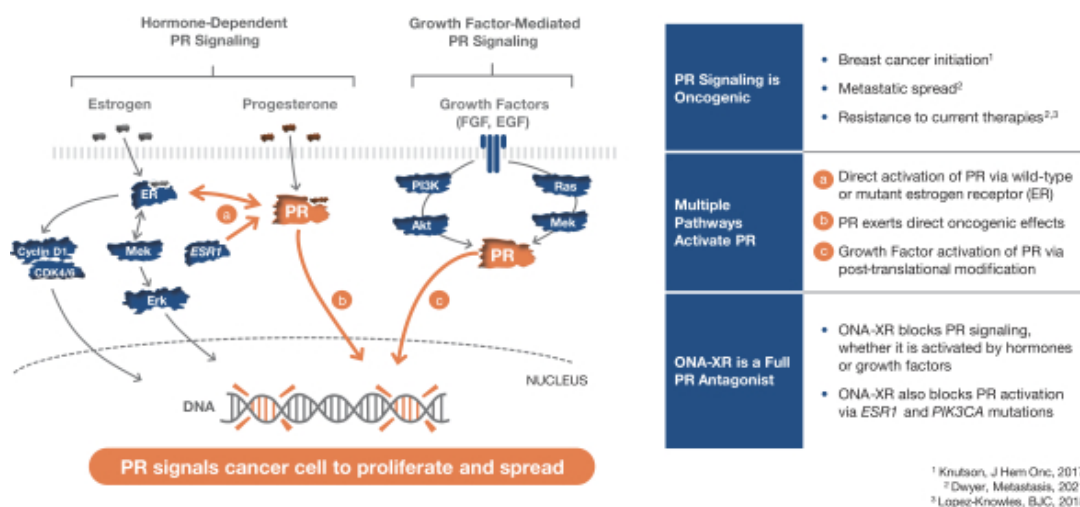 Hormone-Dependent
PR Signaling
Growth Factor-Mediated
PR Signaling
Estrogen
Progesterone
Growth Factors
(FGF, EGF)
ER
PR
a
PI3K
Ras
Akt
Mek
PR
Cyclin D1
CDK4/6
Mek
ESR1
Erk
b
c
NUCLEUS
DNA
PR signals cancer cell to proliferate and spread
PR Signaling is
Oncogenic
• Breast cancer initiation¹
• Metastatic spread²
• Resistance to current therapies²,³
Multiple
Pathways
Activate PR
a Direct activation of PR via wild-type
or mutant estrogen receptor (ER)
b PR exerts direct oncogenic effects
c Growth Factor activation of PR via
post-translational modification
ONA-XR is a Full
PR Antagonist
• ONA-XR blocks PR signaling,
whether it is activated by hormones
or growth factors
• ONA-XR also blocks PR activation
via ESR1 and PIK3CA mutations
¹ Knutson, J Hem Onc, 2017
² Dwyer, Metastasis, 202
³ Lopez-Knowles, BJC, 201